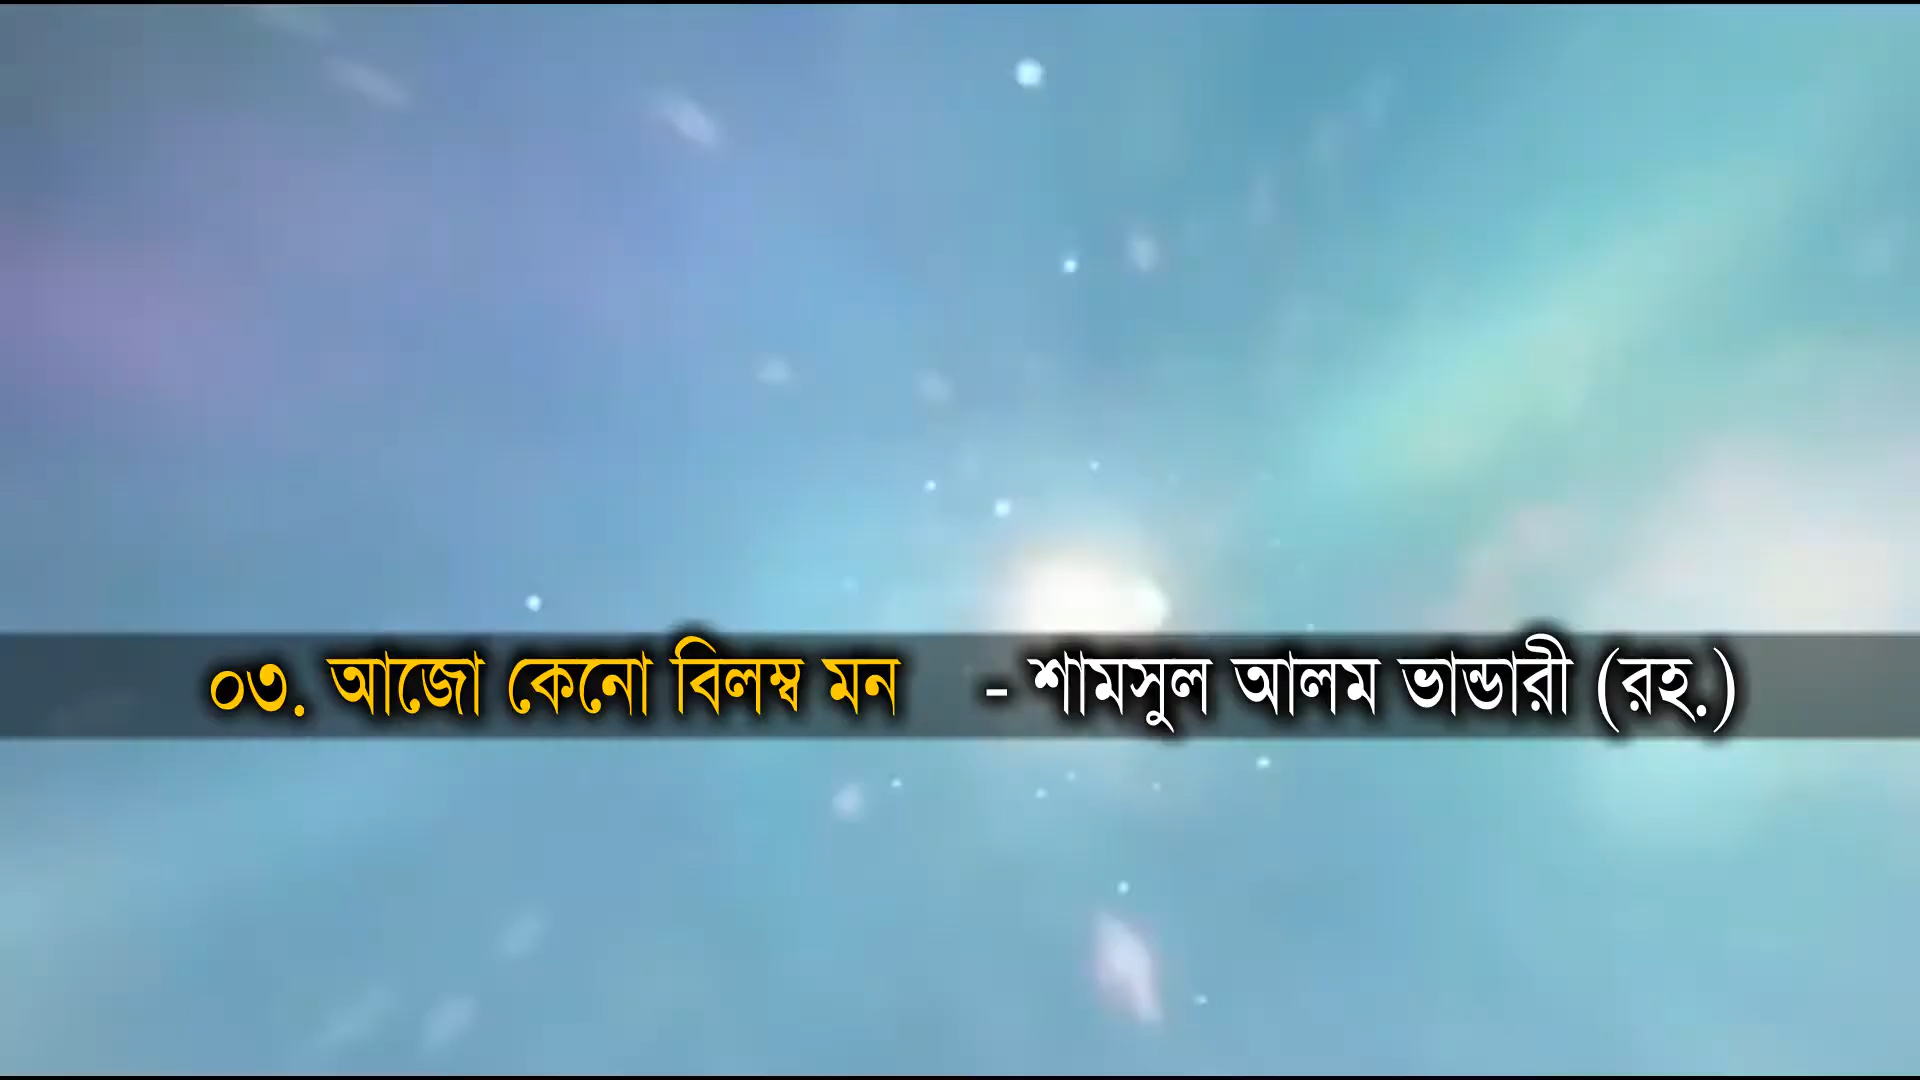 ০৩. আজো কেনো বিলম্ব মন - শামসুল আলম ভান্ডারী (রহ.)